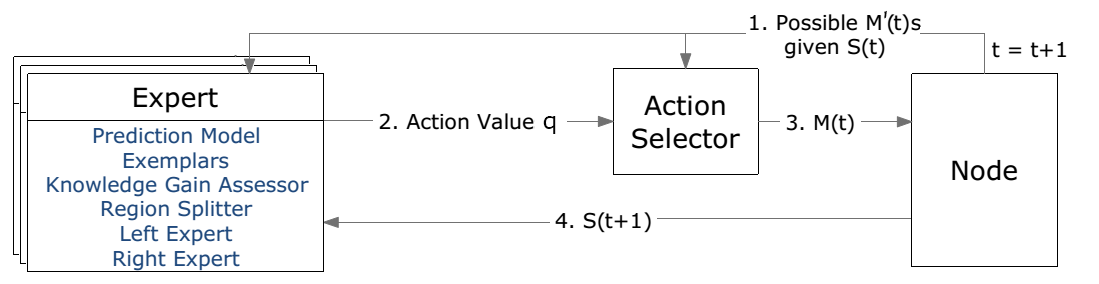 1. Possible M'(t)s
given S(t)
t = t+1
Expert
Prediction Model
Exemplars
Knowledge Gain Assessor
Region Splitter
Left Expert
Right Expert
2. Action Value q
Action
Selector
3. M(t)
Node
4. S(t+1)